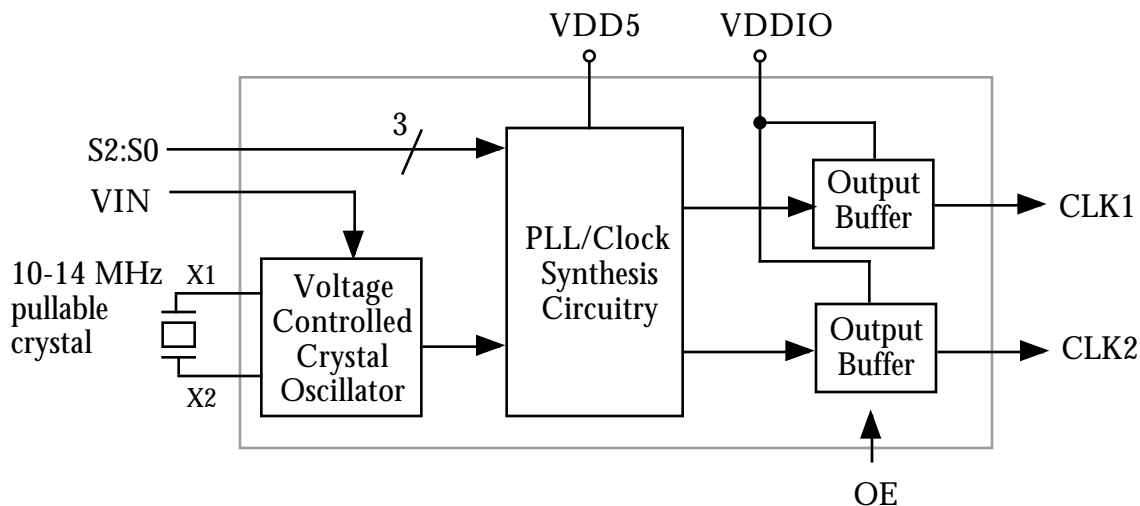 VDD5
VDDIO
S2:S0
3
VIN
10-14 MHz
pullable
crystal
X1
X2
Voltage
Controlled
Crystal
Oscillator
PLL/Clock
Synthesis
Circuitry
Output
Buffer
CLK1
Output
Buffer
CLK2
OE